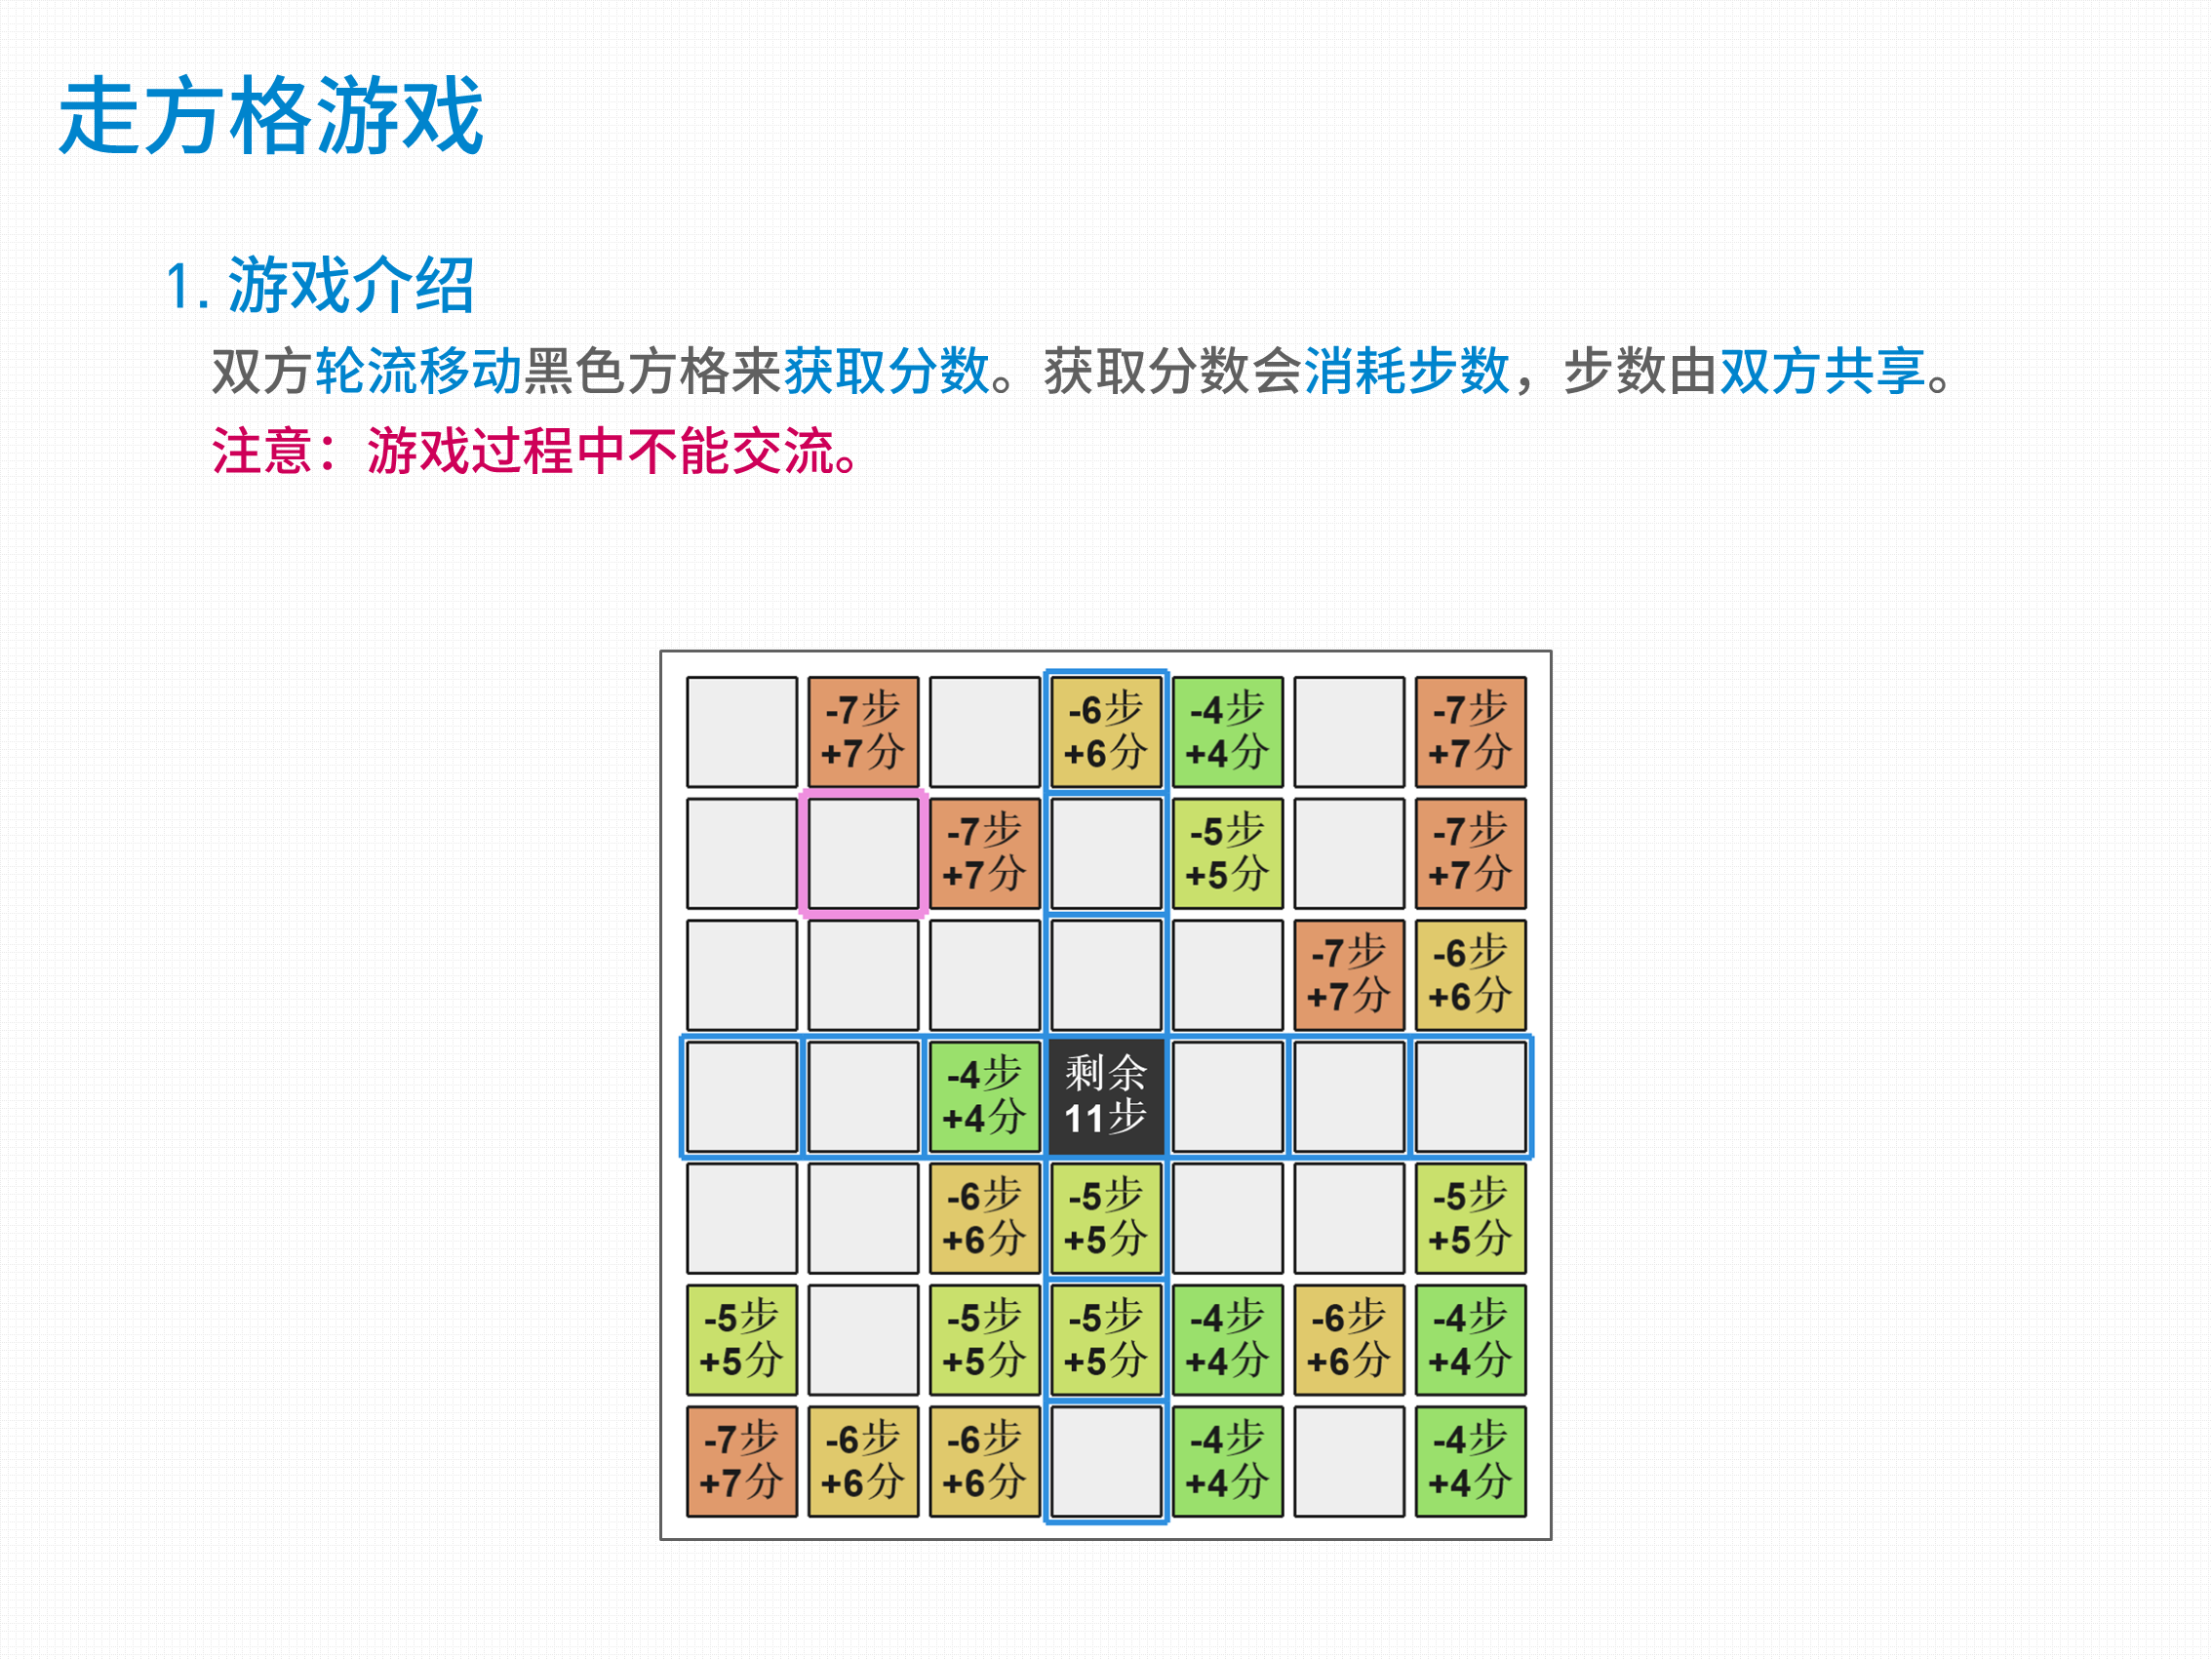 走方格游戏
1. 游戏介绍
双方轮流移动黑色方格来获取分数。获取分数会消耗步数，步数由双方共享。
注意：游戏过程中不能交流。
-7步
+7分
-6步
+6分
-4步
+4分
-7步
+7分
-7步
+7分
-5步
+5分
-7步
+7分
-7步
+7分
-6步
+6分
-4步
+4分
剩余
11步
-6步
+6分
-5步
+5分
-5步
+5分
-5步
+5分
-5步
+5分
-5步
+5分
-4步
+4分
-6步
+6分
-4步
+4分
-7步
+7分
-6步
+6分
-6步
+6分
-4步
+4分
-4步
+4分